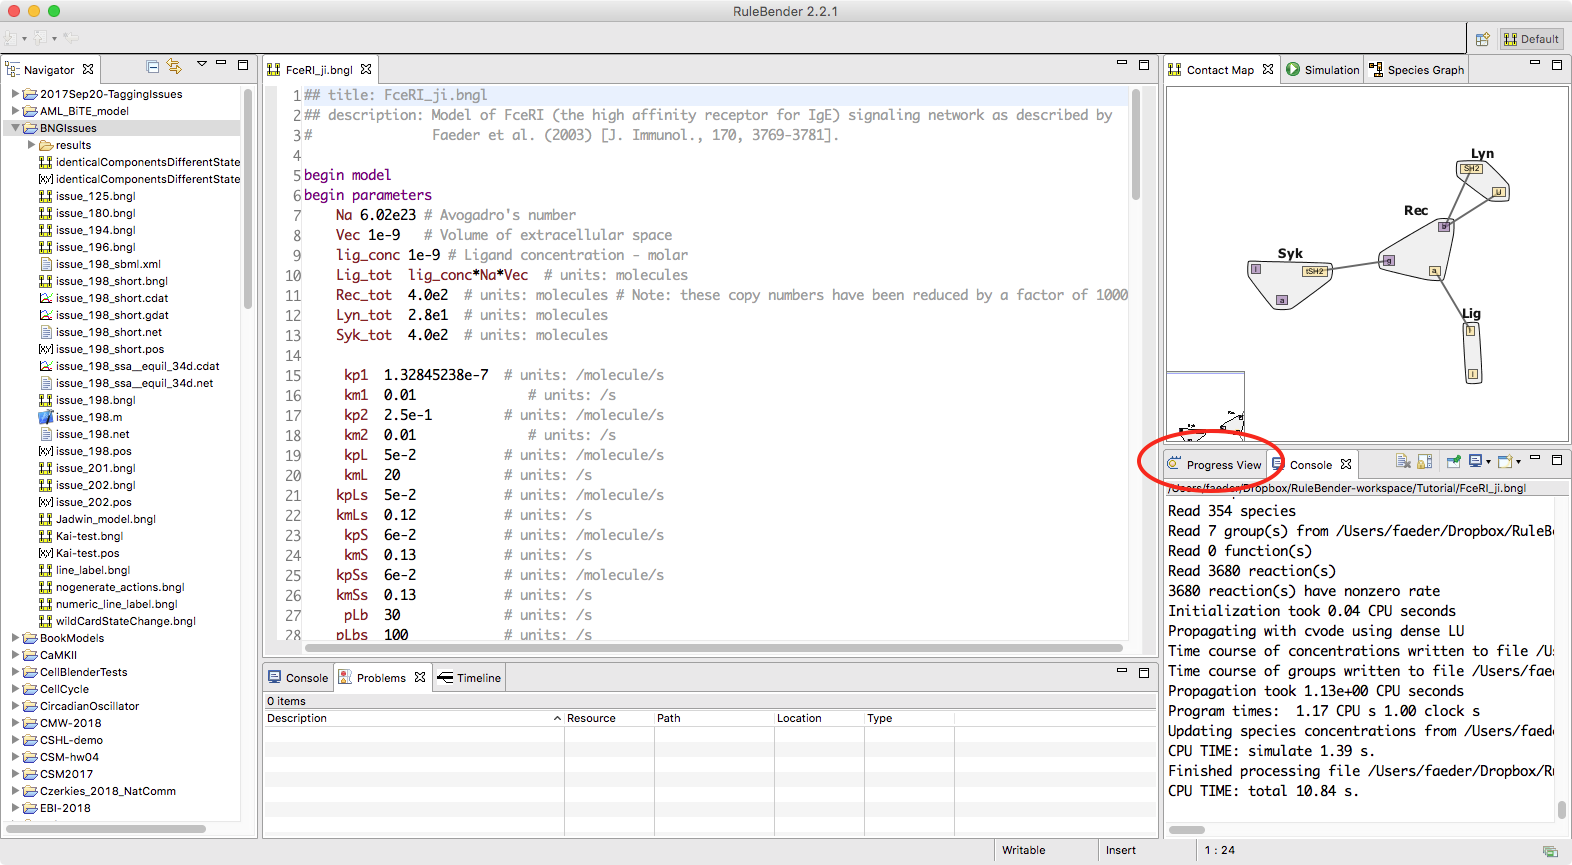 RuleBender 2.2.1
Default
Navigator
2017Sep20-TaggingIssues
AML_BiTE_model
BNGIssues
results
identicalComponentsDifferentState
identicalComponentsDifferentState
issue_125.bngl
issue_180.bngl
issue_194.bngl
issue_196.bngl
issue_198_sbml.xml
issue_198_short.bngl
issue_198_short.cdat
issue_198_short.gdat
issue_198_short.net
issue_198_short.pos
issue_198_ssa__equil_34d.cdat
issue_198_ssa__equil_34d.net
issue_198.bngl
issue_198.m
issue_198.net
issue_198.pos
issue_201.bngl
issue_202.bngl
issue_202.pos
Jadwin_model.bngl
Kai-test.bngl
Kai-test.pos
line_label.bngl
nogenerate_actions.bngl
numeric_line_label.bngl
wildCardStateChange.bngl
BookModels
CaMKII
CellBlenderTests
CellCycle
CircadianOscillator
CMW-2018
CSHL-demo
CSM-hw04
CSM2017
Czerkies_2018_NatComm
EBI-2018
FceRI_ji.bngl
1 ## title: FceRI_ji.bngl
2 ## description: Model of FceRI (the high affinity receptor for IgE) signaling network as described by
3 # Faeder et al. (2003) [J. Immunol., 170, 3769-3781].
4
5 begin model
6 begin parameters
7 Na 6.02e23 # Avogadro's number
8 Vec 1e-9 # Volume of extracellular space
9 lig_conc 1e-9 # Ligand concentration - molar
10 Lig_tot lig_conc*Na*Vec # units: molecules
11 Rec_tot 4.0e2 # units: molecules # Note: these copy numbers have been reduced by a factor of 1000
12 Lyn_tot 2.8e1 # units: molecules
13 Syk_tot 4.0e2 # units: molecules
14
15 kp1 1.32845238e-7 # units: /molecule/s
16 km1 0.01 # units: /s
17 kp2 2.5e-1 # units: /molecule/s
18 km2 0.01 # units: /s
19 kpL 5e-2 # units: /molecule/s
20 kmL 20 # units: /s
21 kpLs 5e-2 # units: /molecule/s
22 kmLs 0.12 # units: /s
23 kpS 6e-2 # units: /molecule/s
24 kmS 0.13 # units: /s
25 kpSs 6e-2 # units: /molecule/s
26 kmSs 0.13 # units: /s
27 pLb 30 # units: /s
28 pLbs 100 # units: /s
Console
Problems
Timeline
0 items
Description Resource Path Location Type
Contact Map
Simulation
Species Graph
Lyn
SH2
U
Rec
b
g
a
Syk
l
tSH2
a
Lig
l
l
Progress View
Console
/Users/faeder/Dropbox/RuleBender-workspace/Tutorial/FceRI_ji.bngl
Read 354 species
Read 7 group(s) from /Users/faeder/Dropbox/RuleBe
Read 0 function(s)
Read 3680 reaction(s)
3680 reaction(s) have nonzero rate
Initialization took 0.04 CPU seconds
Propagating with cvode using dense LU
Time course of concentrations written to file /U
Time course of groups written to file /Users/fae
Propagation took 1.13e+00 CPU seconds
Program times: 1.17 CPU s 1.00 clock s
Updating species concentrations from /Users/faed
CPU TIME: simulate 1.39 s.
Finished processing file /Users/faeder/Dropbox/R
CPU TIME: total 10.84 s.
Writable
Insert
1 : 24